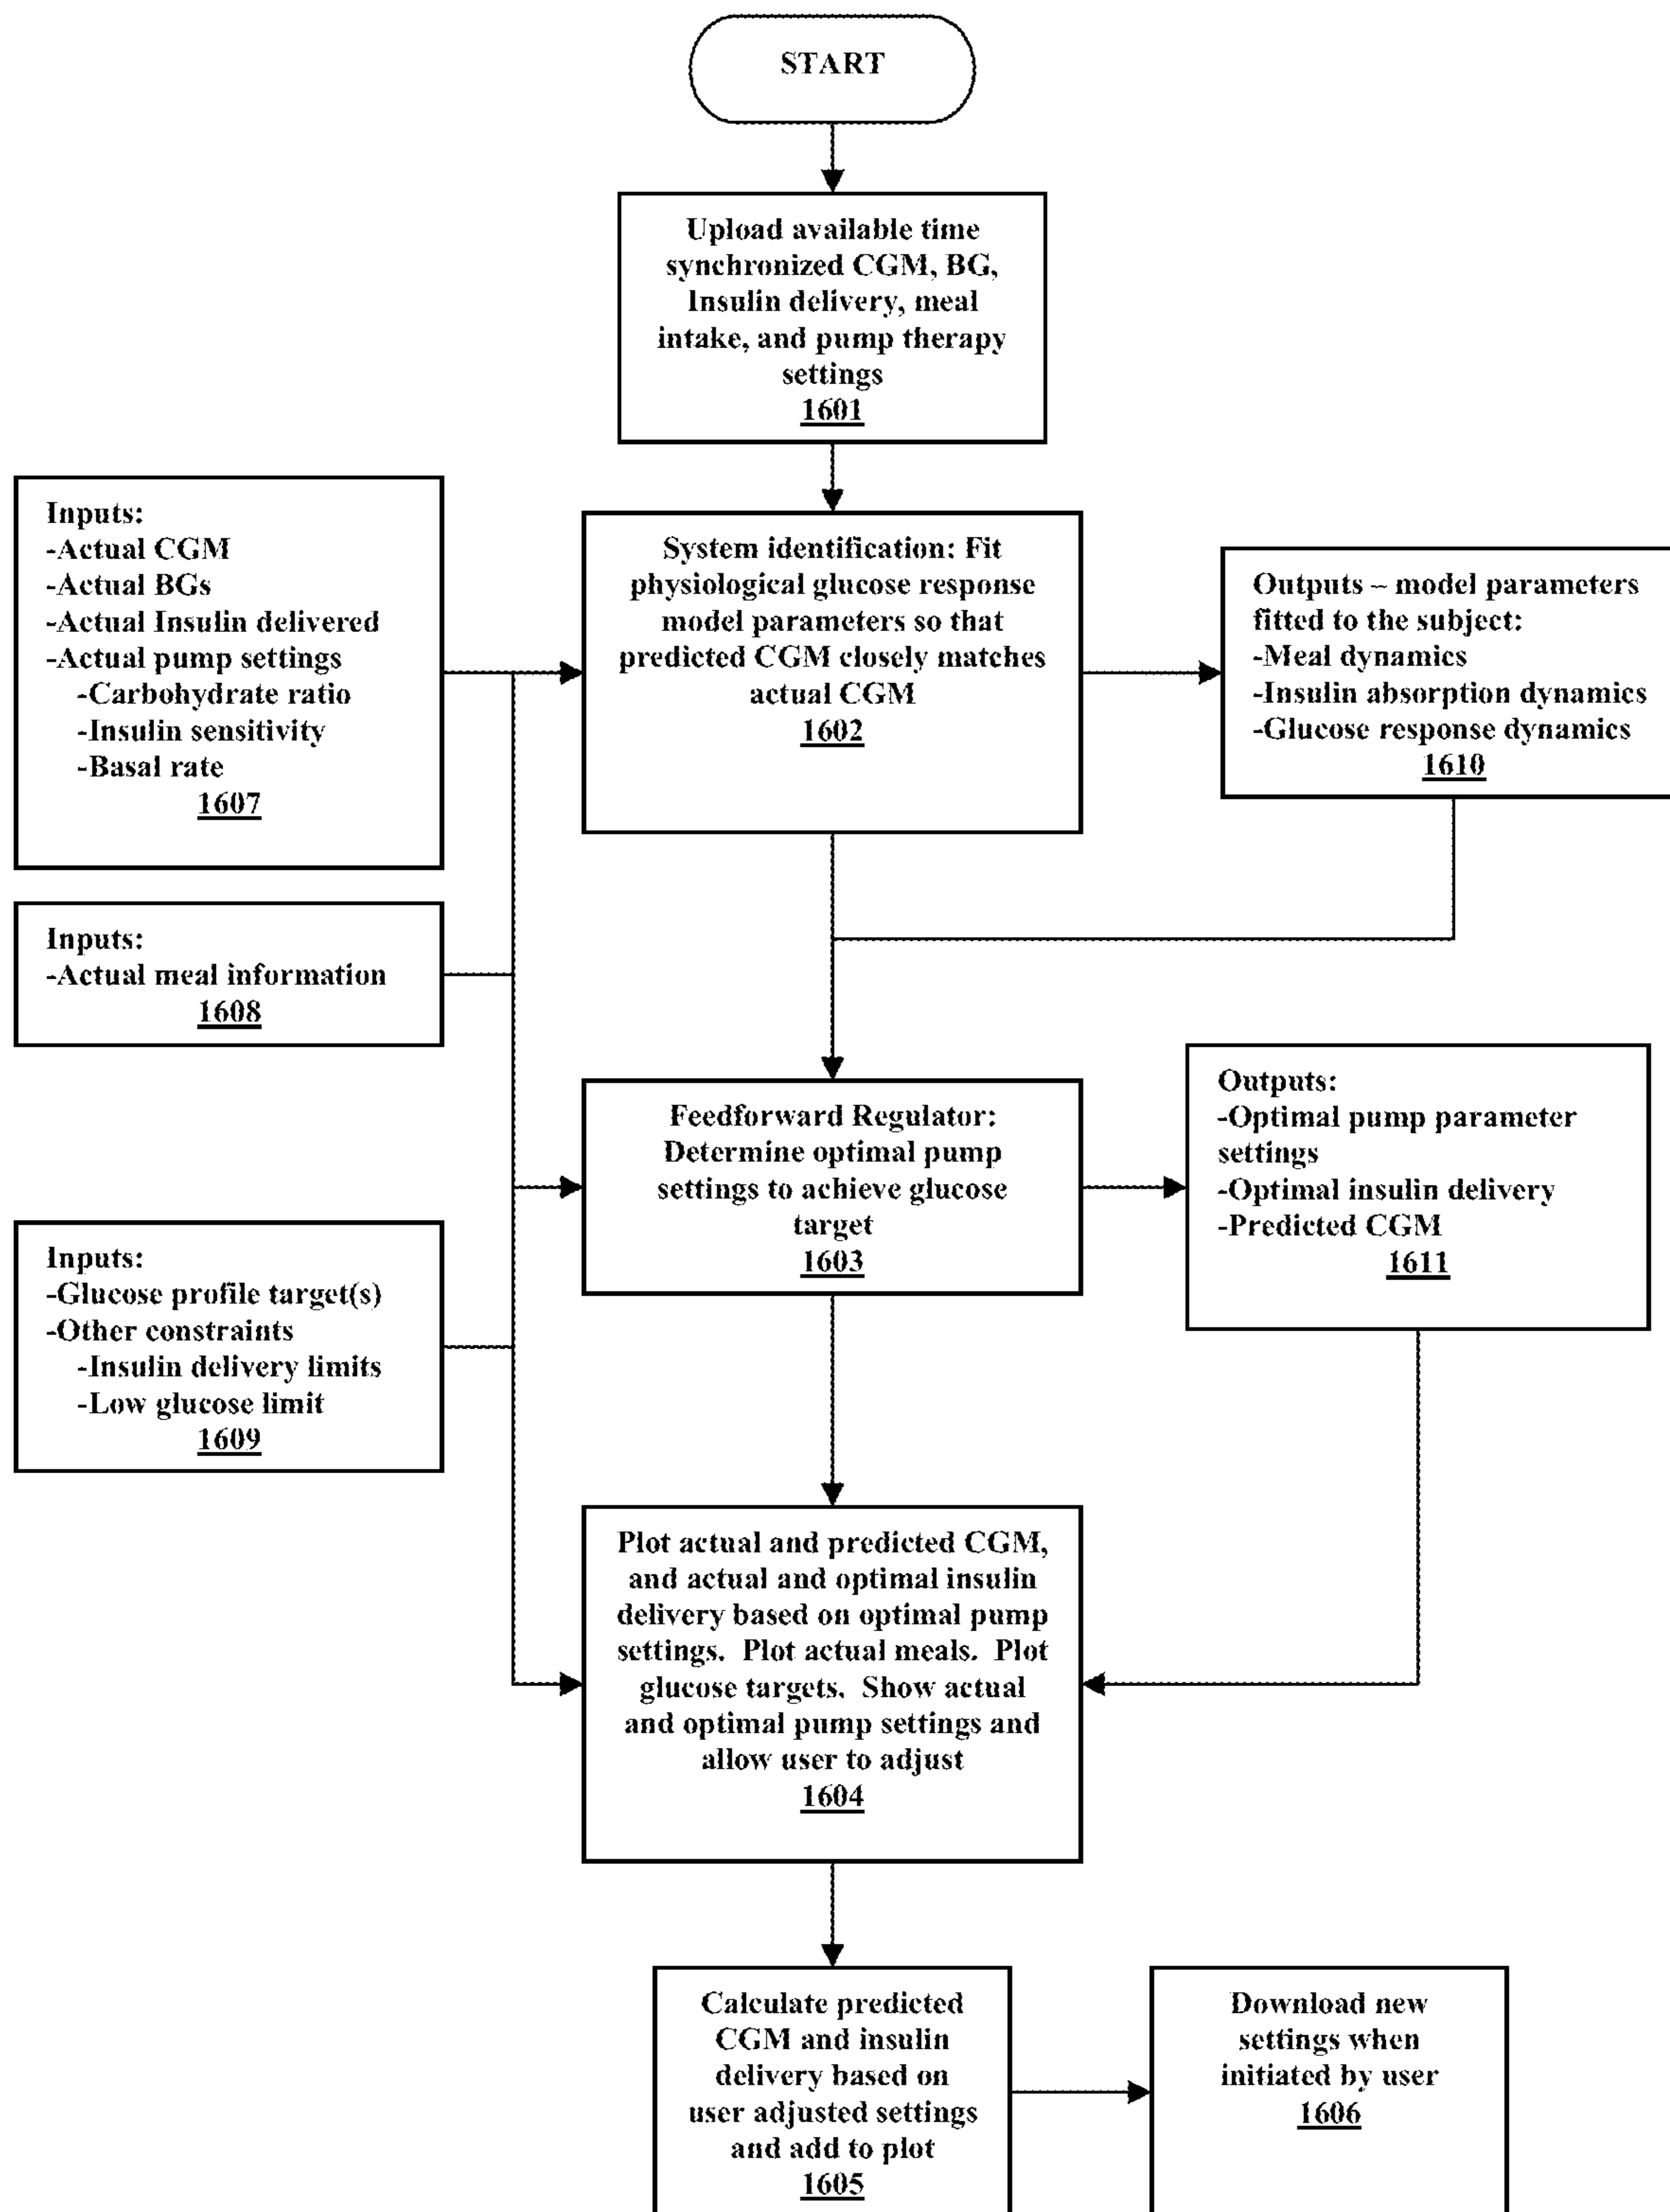 START
Upload available time
synchronized CGM, BG,
Insulin delivery, meal
intake, and pump therapy
settings
1601
Inputs:
-Actual CGM
-Actual BGs
-Actual Insulin delivered
-Actual pump settings
-Carbohydrate ratio
-Insulin sensitivity
-Basal rate
1607
System identification: Fit
physiological glucose response
model parameters so that
predicted CGM closely matches
actual CGM
1602
Outputs – model parameters
fitted to the subject:
-Meal dynamics
-Insulin absorption dynamics
-Glucose response dynamics
1610
Inputs:
-Actual meal information
1608
Feedforward Regulator:
Determine optimal pump
settings to achieve glucose
target
1603
Outputs:
-Optimal pump parameter
settings
-Optimal insulin delivery
-Predicted CGM
1611
Inputs:
-Glucose profile target(s)
-Other constraints
-Insulin delivery limits
-Low glucose limit
1609
Plot actual and predicted CGM,
and actual and optimal insulin
delivery based on optimal pump
settings. Plot actual meals. Plot
glucose targets. Show actual
and optimal pump settings and
allow user to adjust
1604
Calculate predicted
CGM and insulin
delivery based on
user adjusted settings
and add to plot
1605
Download new
settings when
initiated by user
1606